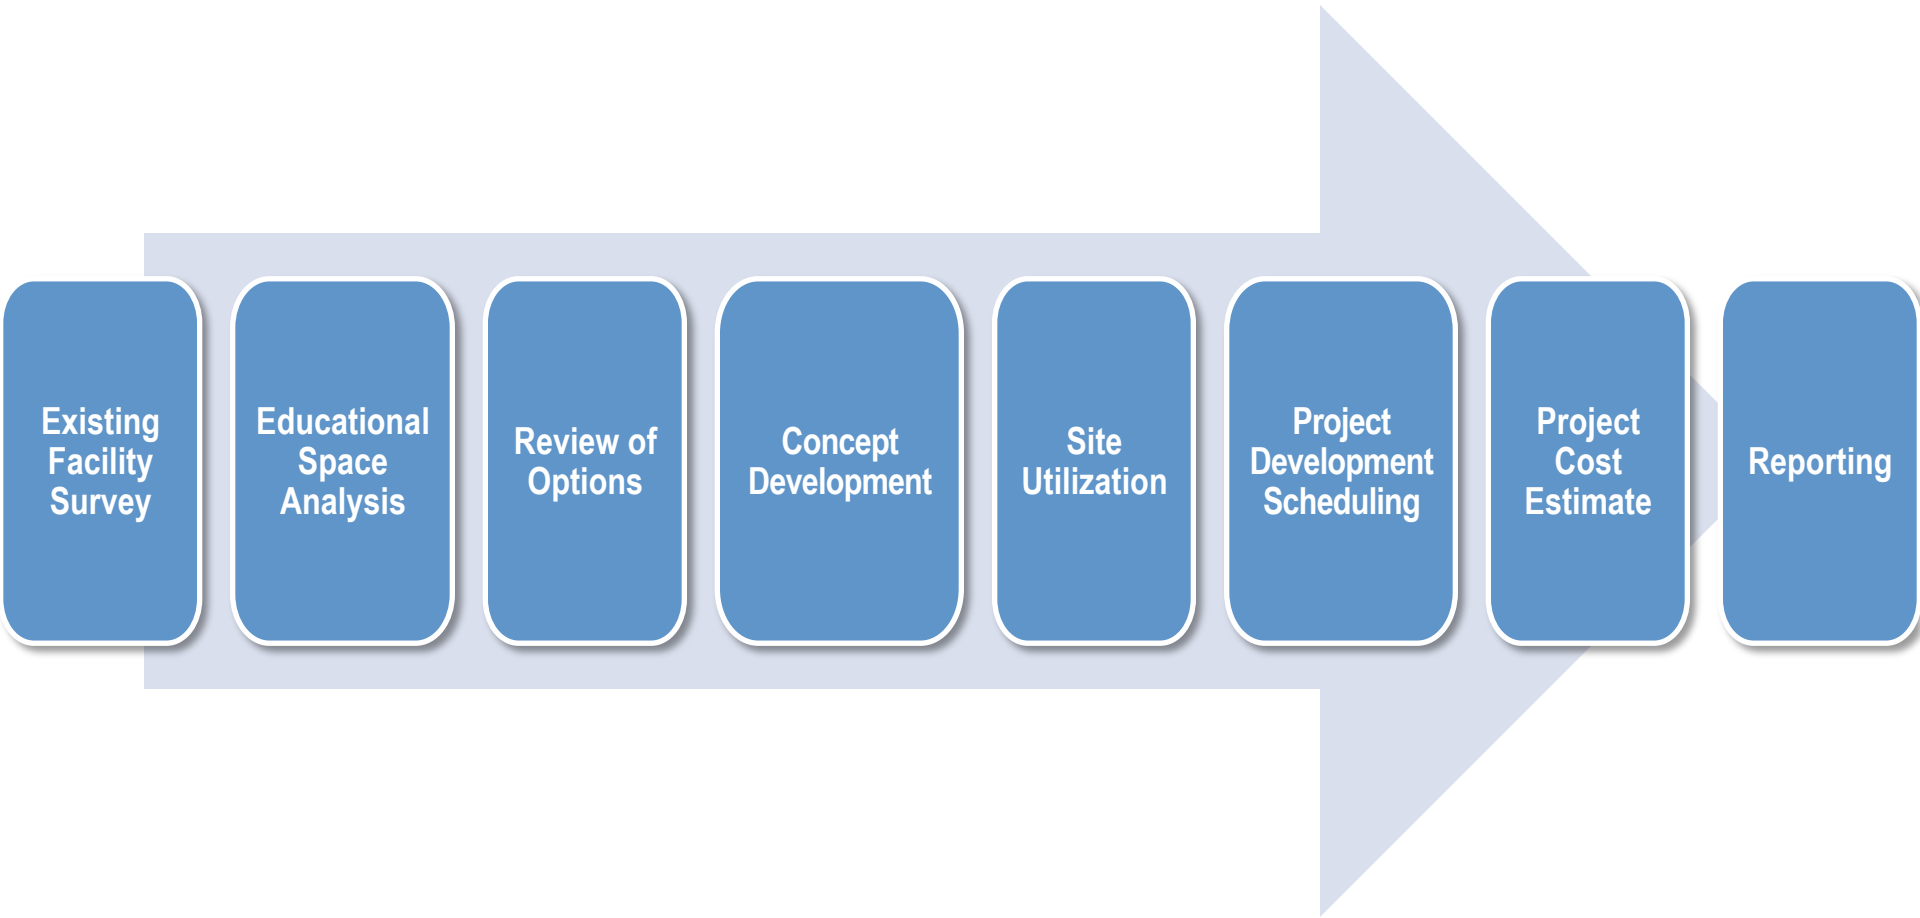 Existing
Facility
Survey
Educational
Space
Analysis
Review of
Options
Concept
Development
Site
Utilization
Project
Development
Scheduling
Project
Cost
Estimate
Reporting